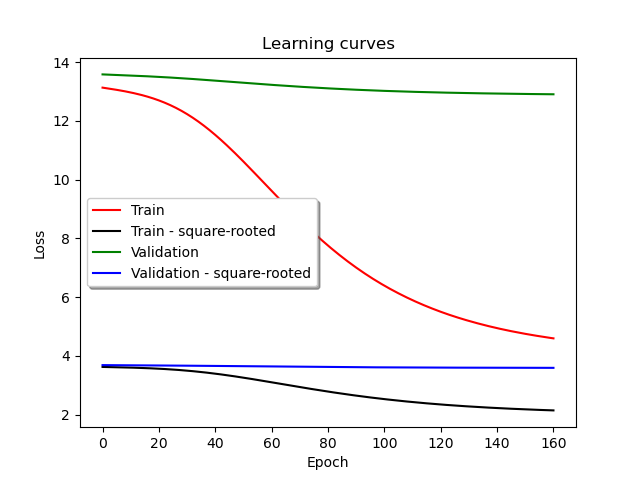 Learning curves
Loss
14
12
10
8
6
4
2
Train
Train - square-rooted
Validation
Validation - square-rooted
0 20 40 60 80 100 120 140 160
Epoch